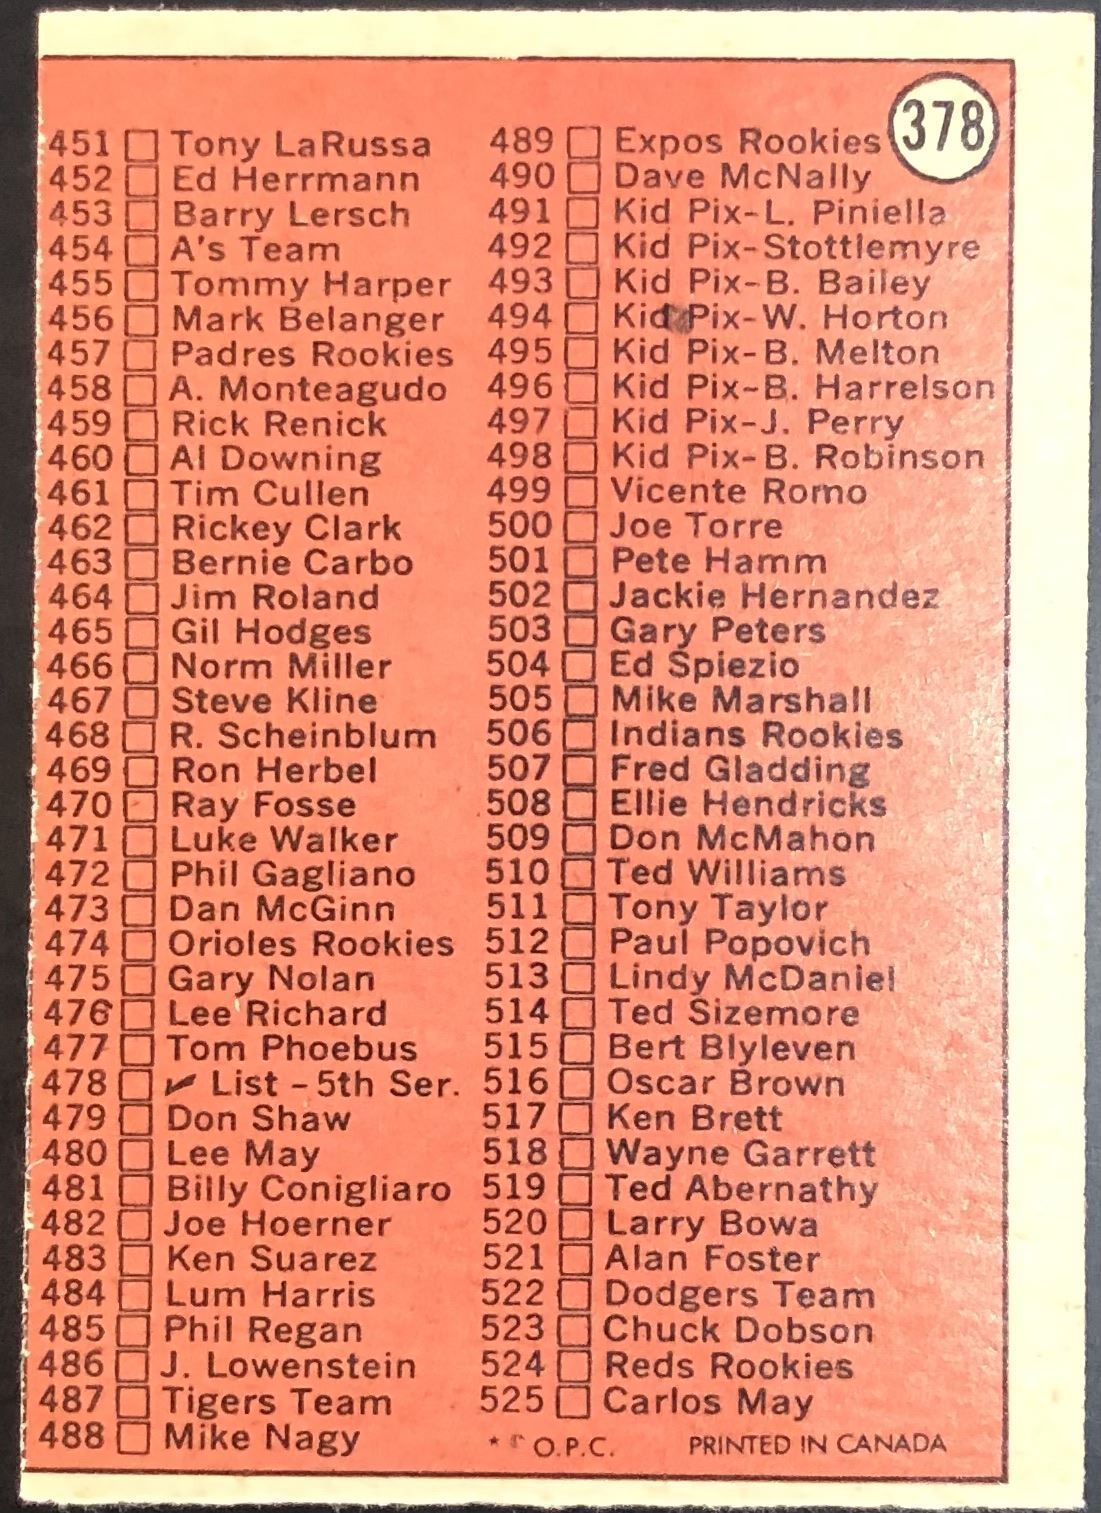 378
451 Tony LaRussa
452 Ed Herrmann
453 Barry Lersch
454 A's Team
455 Tommy Harper
456 Mark Belanger
457 Padres Rookies
458 A. Monteagudo
459 Rick Renick
460 Al Downing
461 Tim Cullen
462 Rickey Clark
463 Bernie Carbo
464 Jim Roland
465 Gil Hodges
466 Norm Miller
467 Steve Kline
468 R. Scheinblum
469 Ron Herbel
470 Ray Fosse
471 Luke Walker
472 Phil Gagliano
473 Dan McGinn
474 Orioles Rookies
475 Gary Nolan
476 Lee Richard
477 Tom Phoebus
478 ✓ List - 5th Ser.
479 Don Shaw
480 Lee May
481 Billy Conigliaro
482 Joe Hoerner
483 Ken Suarez
484 Lum Harris
485 Phil Regan
486 J. Lowenstein
487 Tigers Team
488 Mike Nagy
489 Expos Rookies
490 Dave McNally
491 Kid Pix-L. Piniella
492 Kid Pix-Stottlemyre
493 Kid Pix-B. Bailey
494 Kid Pix-W. Horton
495 Kid Pix-B. Melton
496 Kid Pix-B. Harrelson
497 Kid Pix-J. Perry
498 Kid Pix-B. Robinson
499 Vicente Romo
500 Joe Torre
501 Pete Hamm
502 Jackie Hernandez
503 Gary Peters
504 Ed Spiezio
505 Mike Marshall
506 Indians Rookies
507 Fred Gladding
508 Ellie Hendricks
509 Don McMahon
510 Ted Williams
511 Tony Taylor
512 Paul Popovich
513 Lindy McDaniel
514 Ted Sizemore
515 Bert Blyleven
516 Oscar Brown
517 Ken Brett
518 Wayne Garrett
519 Ted Abernathy
520 Larry Bowa
521 Alan Foster
522 Dodgers Team
523 Chuck Dobson
524 Reds Rookies
525 Carlos May
* O.P.C. PRINTED IN CANADA